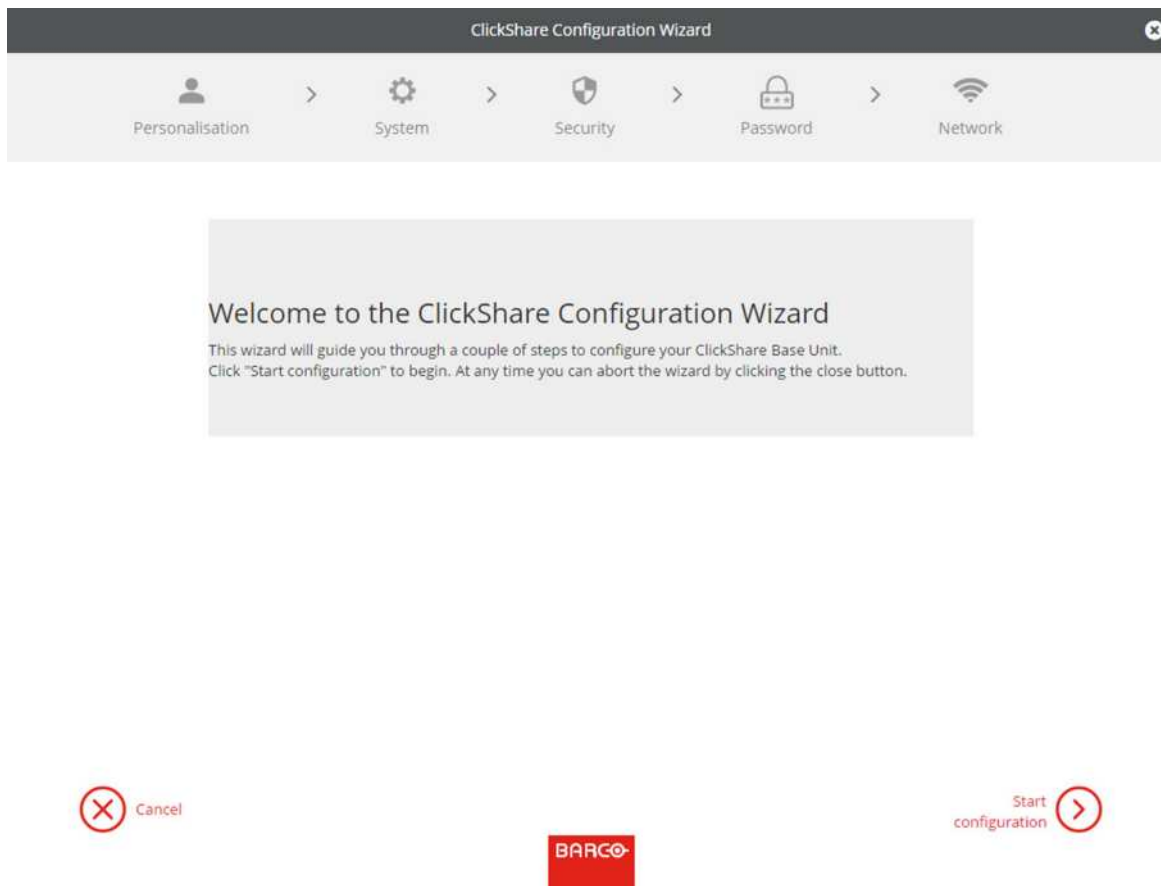 ClickShare Configuration Wizard
Personalisation
System
Security
Password
Network
Welcome to the ClickShare Configuration Wizard
This wizard will guide you through a couple of steps to configure your ClickShare Base Unit.
Click "Start configuration" to begin. At any time you can abort the wizard by clicking the close button.
Cancel
Start
configuration
BARCO